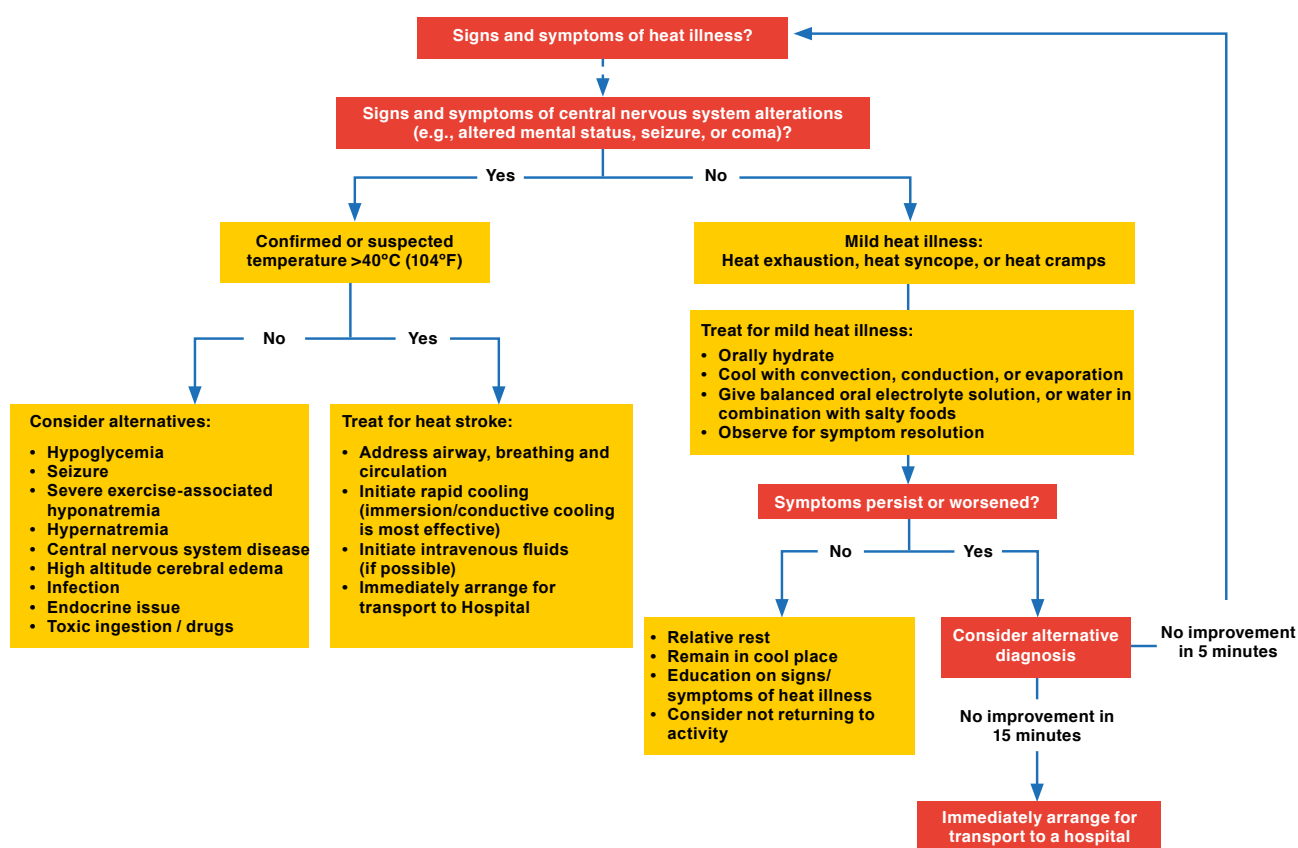 Signs and symptoms of heat illness?
Signs and symptoms of central nervous system alterations
(e.g., altered mental status, seizure, or coma)?
Yes
No
Confirmed or suspected
temperature >40ºC (104ºF)
Mild heat illness:
Heat exhaustion, heat syncope, or heat cramps
No
Yes
Treat for mild heat illness:
• Orally hydrate
• Cool with convection, conduction, or evaporation
• Give balanced oral electrolyte solution, or water in
combination with salty foods
• Observe for symptom resolution
Consider alternatives:
• Hypoglycemia
• Seizure
• Severe exercise-associated
hyponatremia
• Hypernatremia
• Central nervous system disease
• High altitude cerebral edema
• Infection
• Endocrine issue
• Toxic ingestion / drugs
Treat for heat stroke:
• Address airway, breathing and
circulation
• Initiate rapid cooling
(immersion/conductive cooling
is most effective)
• Initiate intravenous fluids
(if possible)
• Immediately arrange for
transport to Hospital
Symptoms persist or worsened?
No
Yes
• Relative rest
• Remain in cool place
• Education on signs/
symptoms of heat illness
• Consider not returning to
activity
Consider alternative
diagnosis
No improvement
in 5 minutes
No improvement in
15 minutes
Immediately arrange for
transport to a hospital